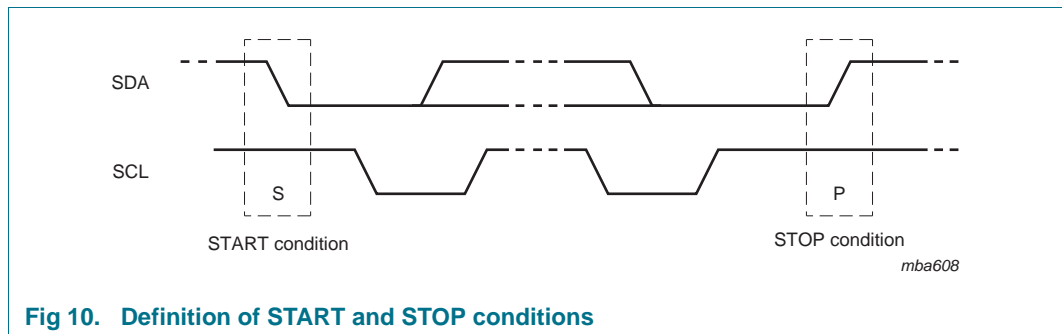 SDA
SCL
S
P
START condition
STOP condition
mba608
Fig 10. Definition of START and STOP conditions